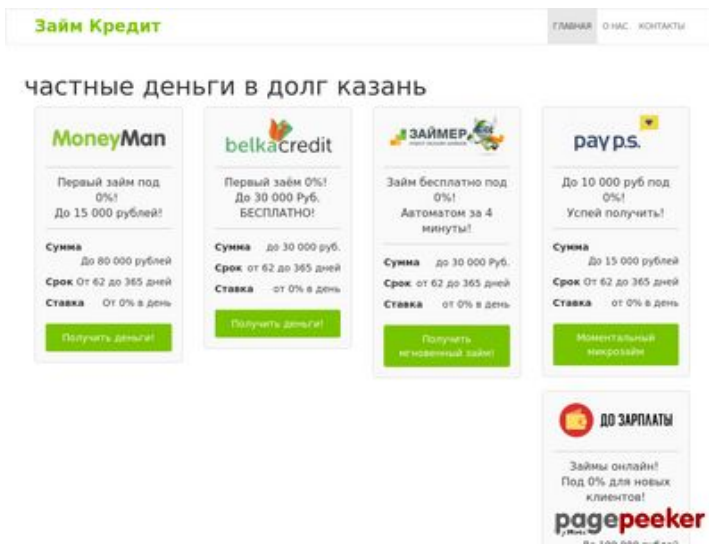 Займ Кредит
ГЛАВНАЯ О НАС КОНТАКТЫ
частные деньги в долг казань
MoneyMan
Первый займ под
0%!
До 15 000 рублей!
Сумма
До 80 000 рублей
Срок От 62 до 365 дней
Ставка От 0% в день
Получить деньги!
belkacredit
Первый заём 0%!
До 30 000 Руб.
БЕСПЛАТНО!
Сумма до 30 000 руб.
Срок от 62 до 365 дней
Ставка от 0% в день
Получить деньги!
ЗАЙМЕР
Займ бесплатно под
0%!
Автоматом за 4
минуты!
Сумма до 30 000 Руб.
Срок от 62 до 365 дней
Ставка от 0% в день
Получить
мгновенный займ!
pay p.s.
До 10 000 руб под
0%!
Успей получить!
Сумма
До 15 000 рублей
Срок От 62 до 365 дней
Ставка От 0% в день
Моментальный
микрозайм
ДО ЗАРПЛАТЫ
Займы онлайн!
Под 0% для новых
клиентов!
Сумма
До 100 000 рублей
pagepeeker